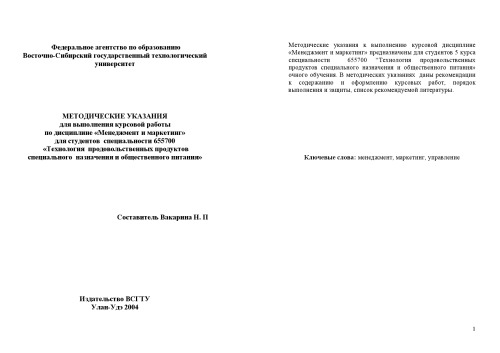 Федеральное агентство по образованию
Восточно-Сибирский государственный технологический
университет
МЕТОДИЧЕСКИЕ УКАЗАНИЯ
для выполнения курсовой работы
по дисциплине «Менеджмент и маркетинг»
для студентов специальности 655700
«Технология продовольственных продуктов
специального назначения и общественного питания»
Составитель Вакарина Н. П
Издательство ВСГТУ
Улан-Удэ 2004
Методические указания к выполнению курсовой дисциплине
«Менеджмент и маркетинг» предназначены для студентов 5 курса
специальности 655700 "Технология продовольственных
продуктов специального назначения и общественного питания»
очного обучения. В методических указаниях даны рекомендации
к содержанию и оформлению курсовых работ, порядок
выполнения и защиты, список рекомендуемой литературы.
Ключевые слова: менеджмент, маркетинг, управление
1